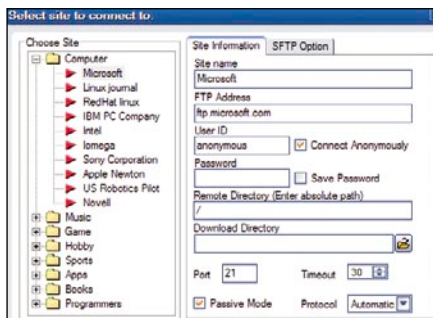 Select site to connect to.
Choose Site
Computer
Microsoft
Linux journal
RedHat linux
IBM PC Company
Intel
Iomega
Sony Corporation
Apple Newton
US Robotics Pilot
Novell
Music
Game
Hobby
Sports
Apps
Books
Programmers
Site Information
SFTP Option
Site name
Microsoft
FTP Address
ftp.microsoft.com
User ID
anonymous
Connect Anonymously
Password
Save Password
Remote Directory (Enter absolute path)
/
Download Directory
Port 21 Timeout 30
Passive Mode Protocol Automatic